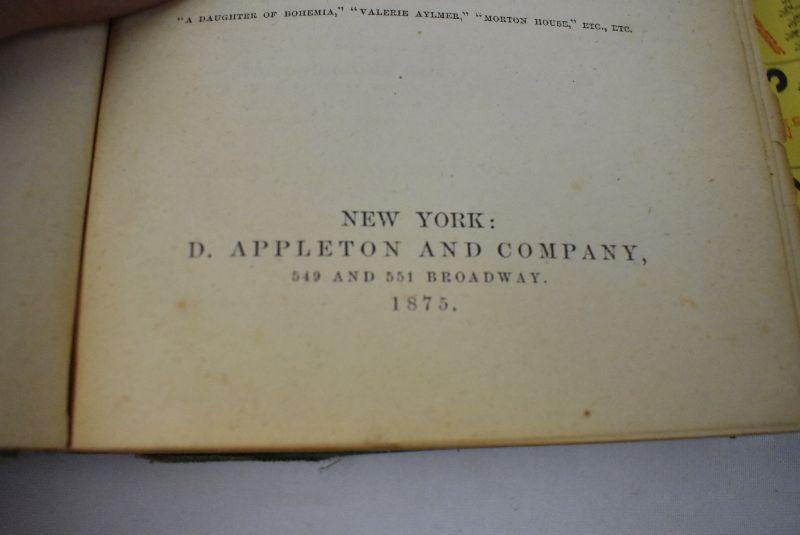 "A DAUGHTER OF BOHEMIA," "VALERIE AYLMER," "MORTON HOUSE," ETC., ETC.
NEW YORK:
D. APPLETON AND COMPANY,
549 AND 551 BROADWAY.
1875.